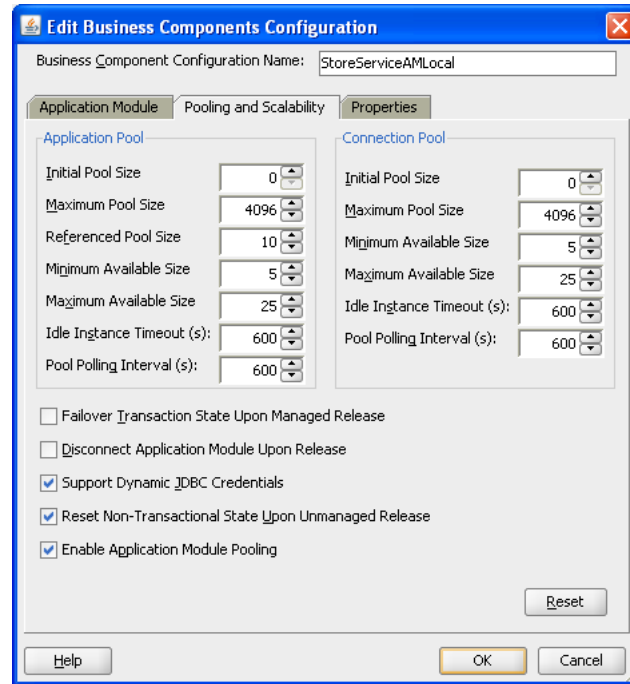 Edit Business Components Configuration
Business Component Configuration Name: StoreServiceAMLocal
Application Module Pooling and Scalability Properties
Application Pool
Initial Pool Size 0
Maximum Pool Size 4096
Referenced Pool Size 10
Minimum Available Size 5
Maximum Available Size 25
Idle Instance Timeout (s): 600
Pool Polling Interval (s): 600
Connection Pool
Initial Pool Size 0
Maximum Pool Size 4096
Minimum Available Size 5
Maximum Available Size 25
Idle Instance Timeout (s): 600
Pool Polling Interval (s): 600
Failover Transaction State Upon Managed Release
Disconnect Application Module Upon Release
Support Dynamic JDBC Credentials
Reset Non-Transactional State Upon Unmanaged Release
Enable Application Module Pooling
Reset
Help OK Cancel